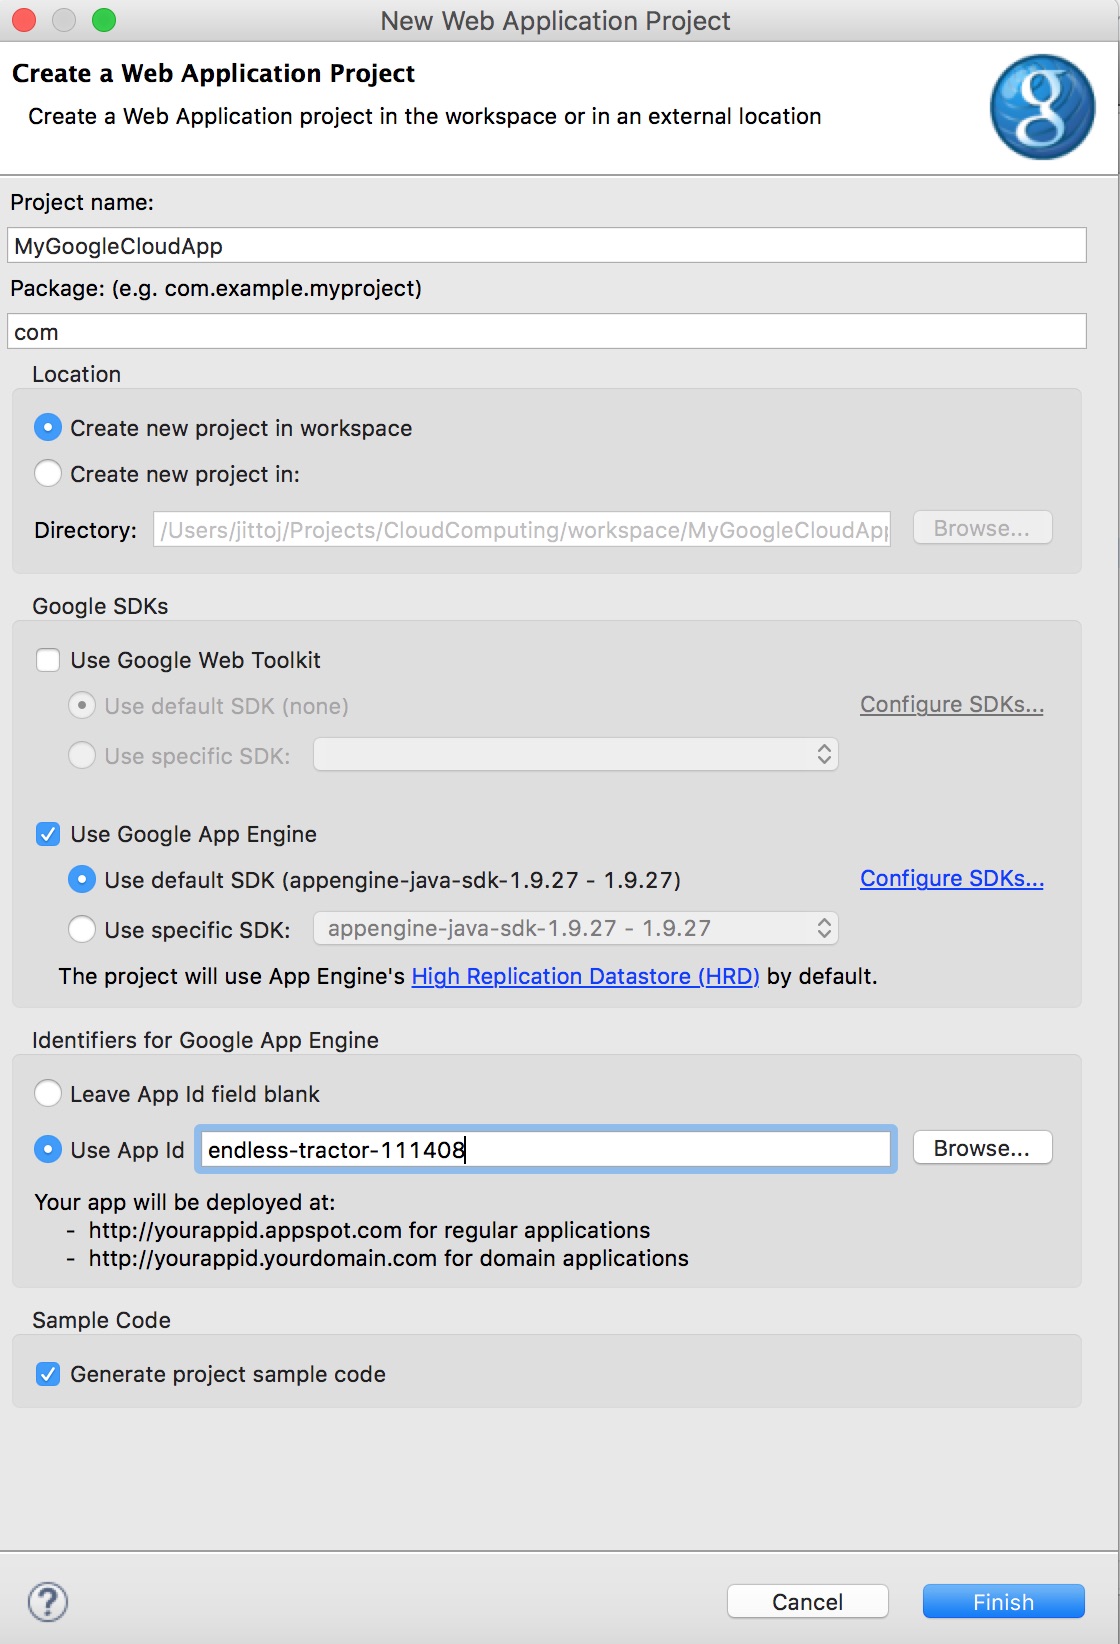 New Web Application Project
Create a Web Application Project
Create a Web Application project in the workspace or in an external location
g
Project name:
MyGoogleCloudApp
Package: (e.g. com.example.myproject)
com
Location
Create new project in workspace
Create new project in:
Directory: /Users/jittoj/Projects/CloudComputing/workspace/MyGoogleCloudApp Browse...
Google SDKs
Use Google Web Toolkit
Use default SDK (none) Configure SDKs...
Use specific SDK:
Use Google App Engine
Use default SDK (appengine-java-sdk-1.9.27 - 1.9.27) Configure SDKs...
Use specific SDK: appengine-java-sdk-1.9.27 - 1.9.27
The project will use App Engine's High Replication Datastore (HRD) by default.
Identifiers for Google App Engine
Leave App Id field blank
Use App Id endless-tractor-111408 Browse...
Your app will be deployed at:
- http://yourappid.appspot.com for regular applications
- http://yourappid.yourdomain.com for domain applications
Sample Code
Generate project sample code
? Cancel Finish